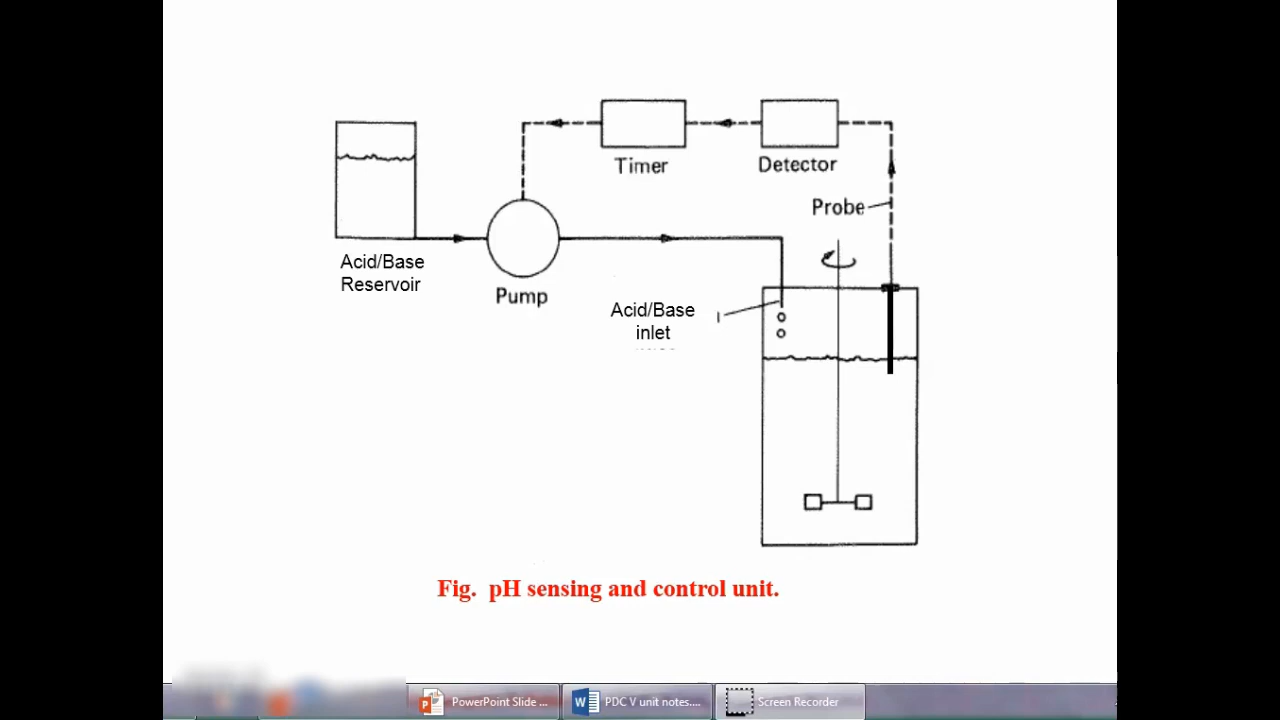 Timer
Detector
Probe
Acid/Base
Reservoir
Pump
Acid/Base
inlet
Fig. pH sensing and control unit.
PowerPoint Slide ...
PDC V unit notes....
Screen Recorder